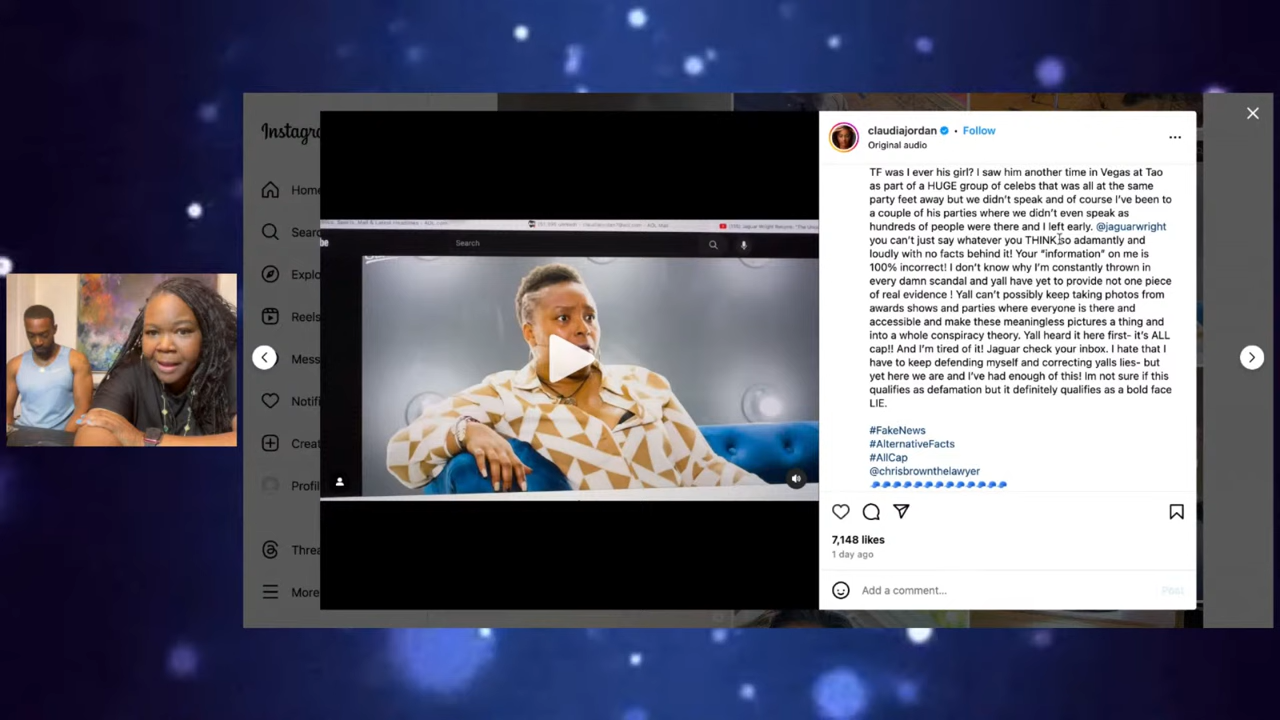 Instagra
Home
Searc
Explo
Reels
Mess
Notifi
Creat
Profil
Threa
More
Search
claudiajordan • Follow
Original audio
TF was I ever his girl? I saw him another time in Vegas at Tao
as part of a HUGE group of celebs that was all at the same
party feet away but we didn't speak and of course I've been to
a couple of his parties where we didn't even speak as
hundreds of people were there and I left early. @jaguarwright
you can't just say whatever you THINK so adamantly and
loudly with no facts behind it! Your "information" on me is
100% incorrect! I don't know why I'm constantly thrown in
every damn scandal and yall have yet to provide not one piece
of real evidence ! Yall can't possibly keep taking photos from
awards shows and parties where everyone is there and
accessible and make these meaningless pictures a thing and
into a whole conspiracy theory. Yall heard it here first- it's ALL
cap!! And I'm tired of it! Jaguar check your inbox. I hate that I
have to keep defending myself and correcting yalls lies- but
yet here we are and I've had enough of this! Im not sure if this
qualifies as defamation but it definitely qualifies as a bold face
LIE.
#FakeNews
#AlternativeFacts
#AllCap
@chrisbrownthelawyer
🧢🧢🧢🧢🧢🧢🧢🧢🧢🧢🧢🧢🧢
7,148 likes
1 day ago
Add a comment...
Post